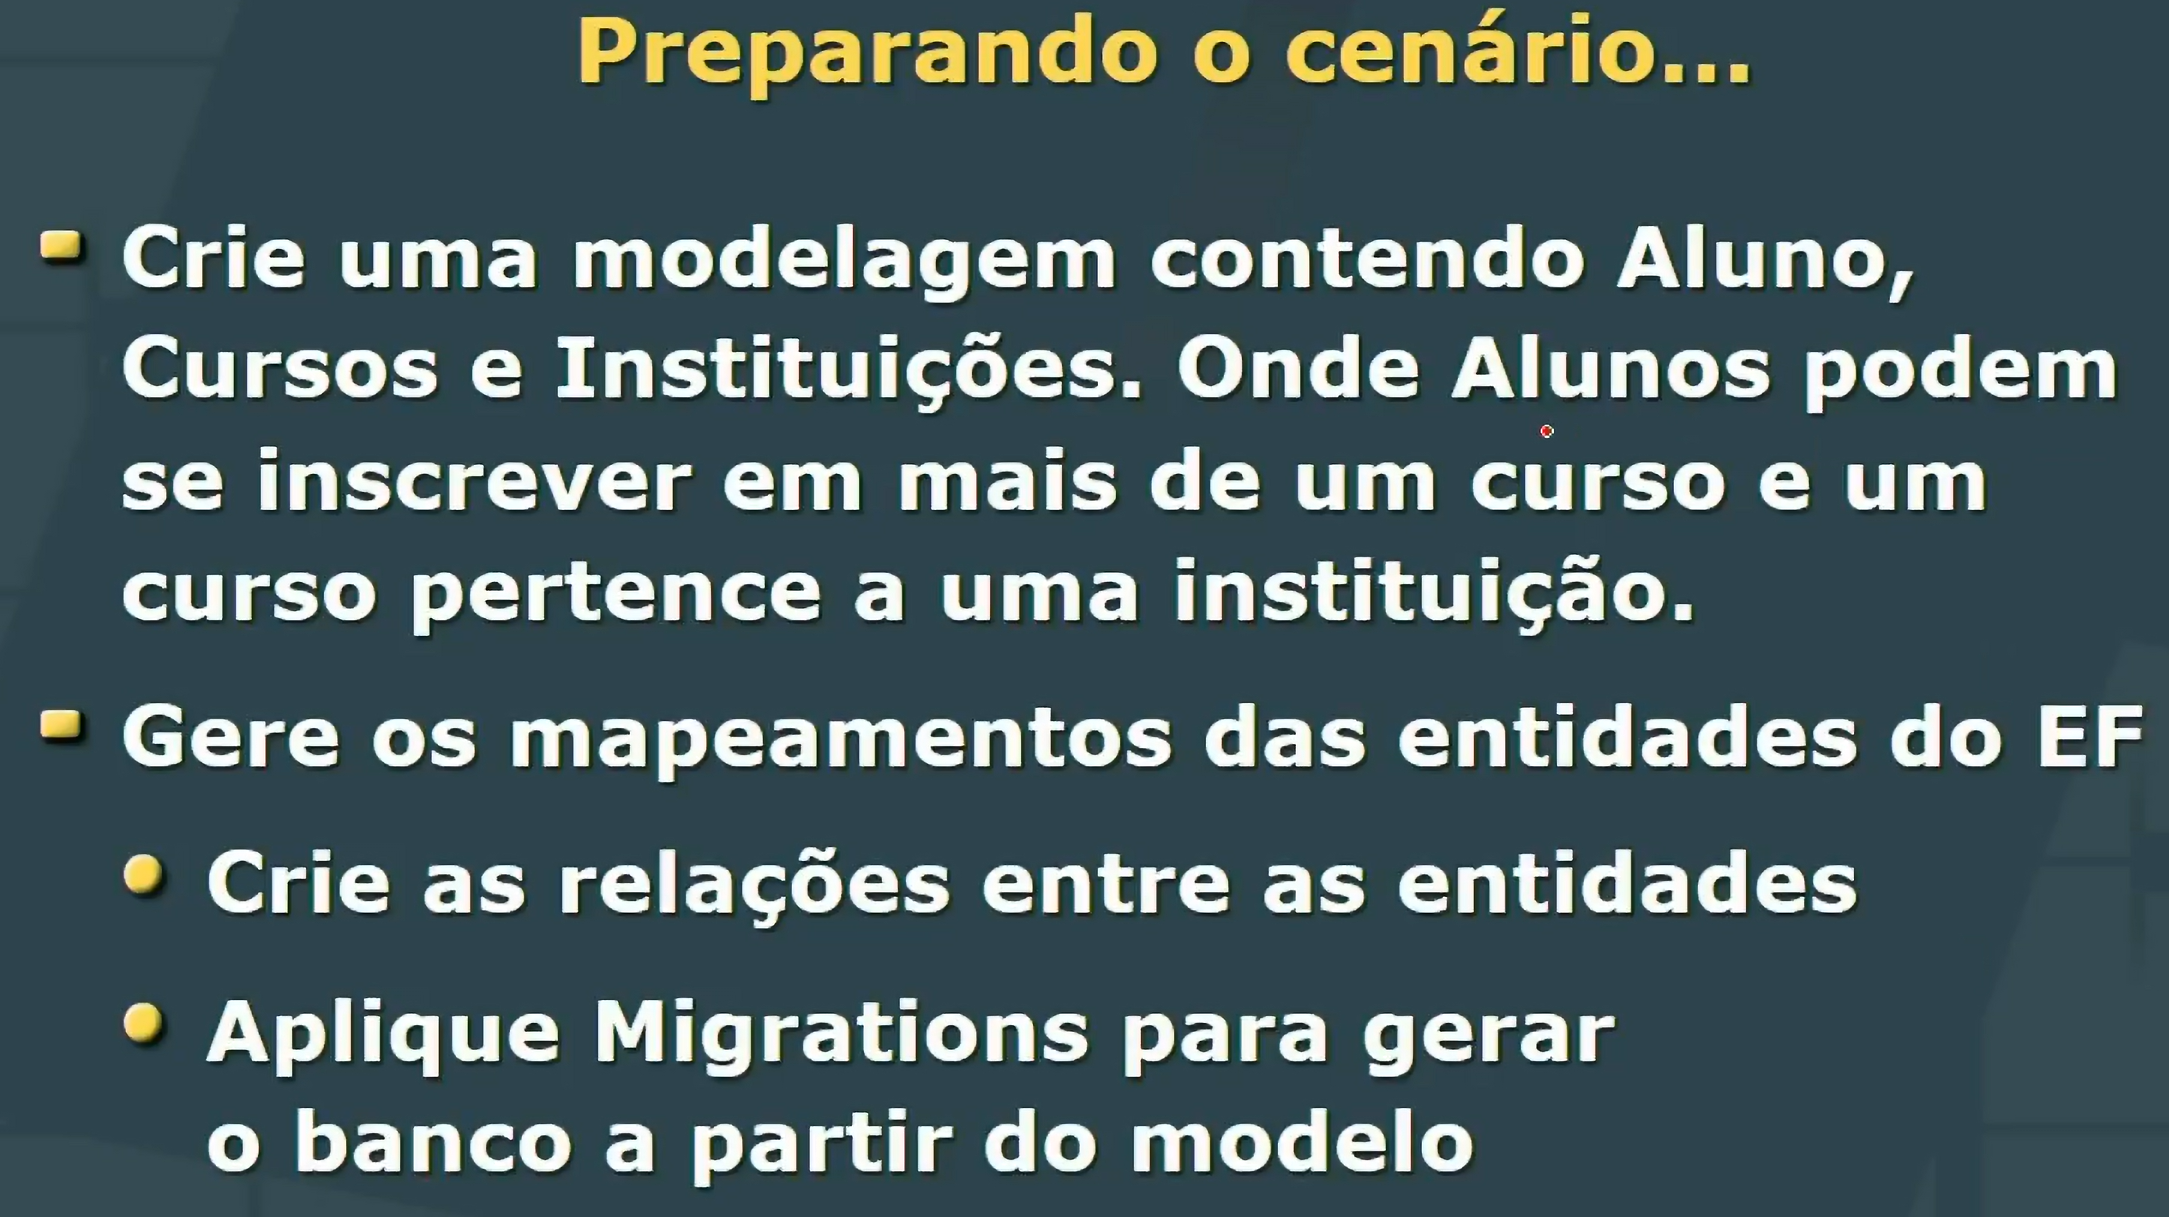 Preparando o cenário...
Crie uma modelagem contendo Aluno,
Cursos e Instituições. Onde Alunos podem
se inscrever em mais de um curso e um
curso pertence a uma instituição.
Gere os mapeamentos das entidades do EF
Crie as relações entre as entidades
Aplique Migrations para gerar
o banco a partir do modelo